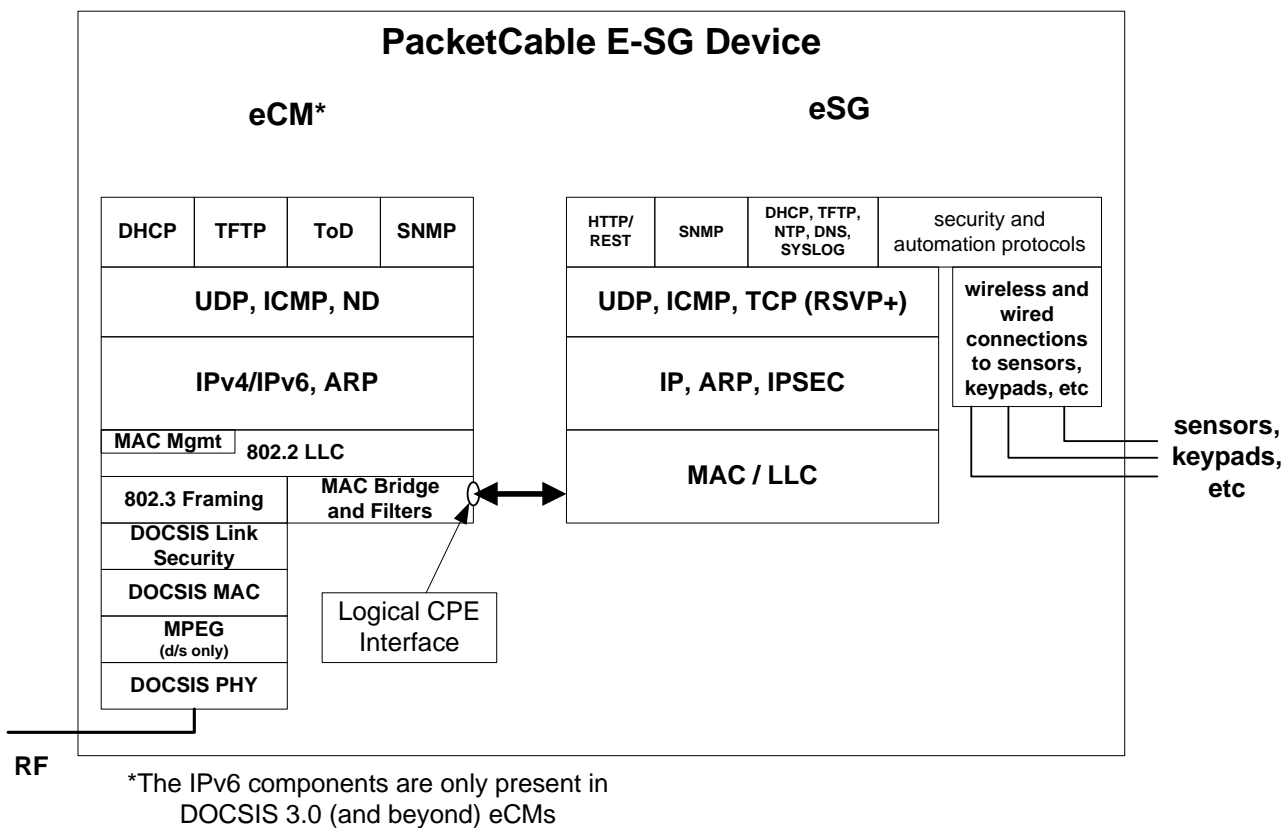 PacketCable E-SG Device
eCM*
eSG
DHCP
TFTP
ToD
SNMP
UDP, ICMP, ND
IPv4/IPv6, ARP
MAC Mgmt
802.2 LLC
802.3 Framing
MAC Bridge
and Filters
DOCSIS Link
Security
DOCSIS MAC
MPEG
(d/s only)
DOCSIS PHY
RF
Logical CPE
Interface
HTTP/
REST
SNMP
DHCP, TFTP,
NTP, DNS,
SYSLOG
security and
automation protocols
UDP, ICMP, TCP (RSVP+)
IP, ARP, IPSEC
MAC / LLC
wireless and
wired
connections
to sensors,
keypads, etc
sensors,
keypads,
etc
*The IPv6 components are only present in
DOCSIS 3.0 (and beyond) eCMs